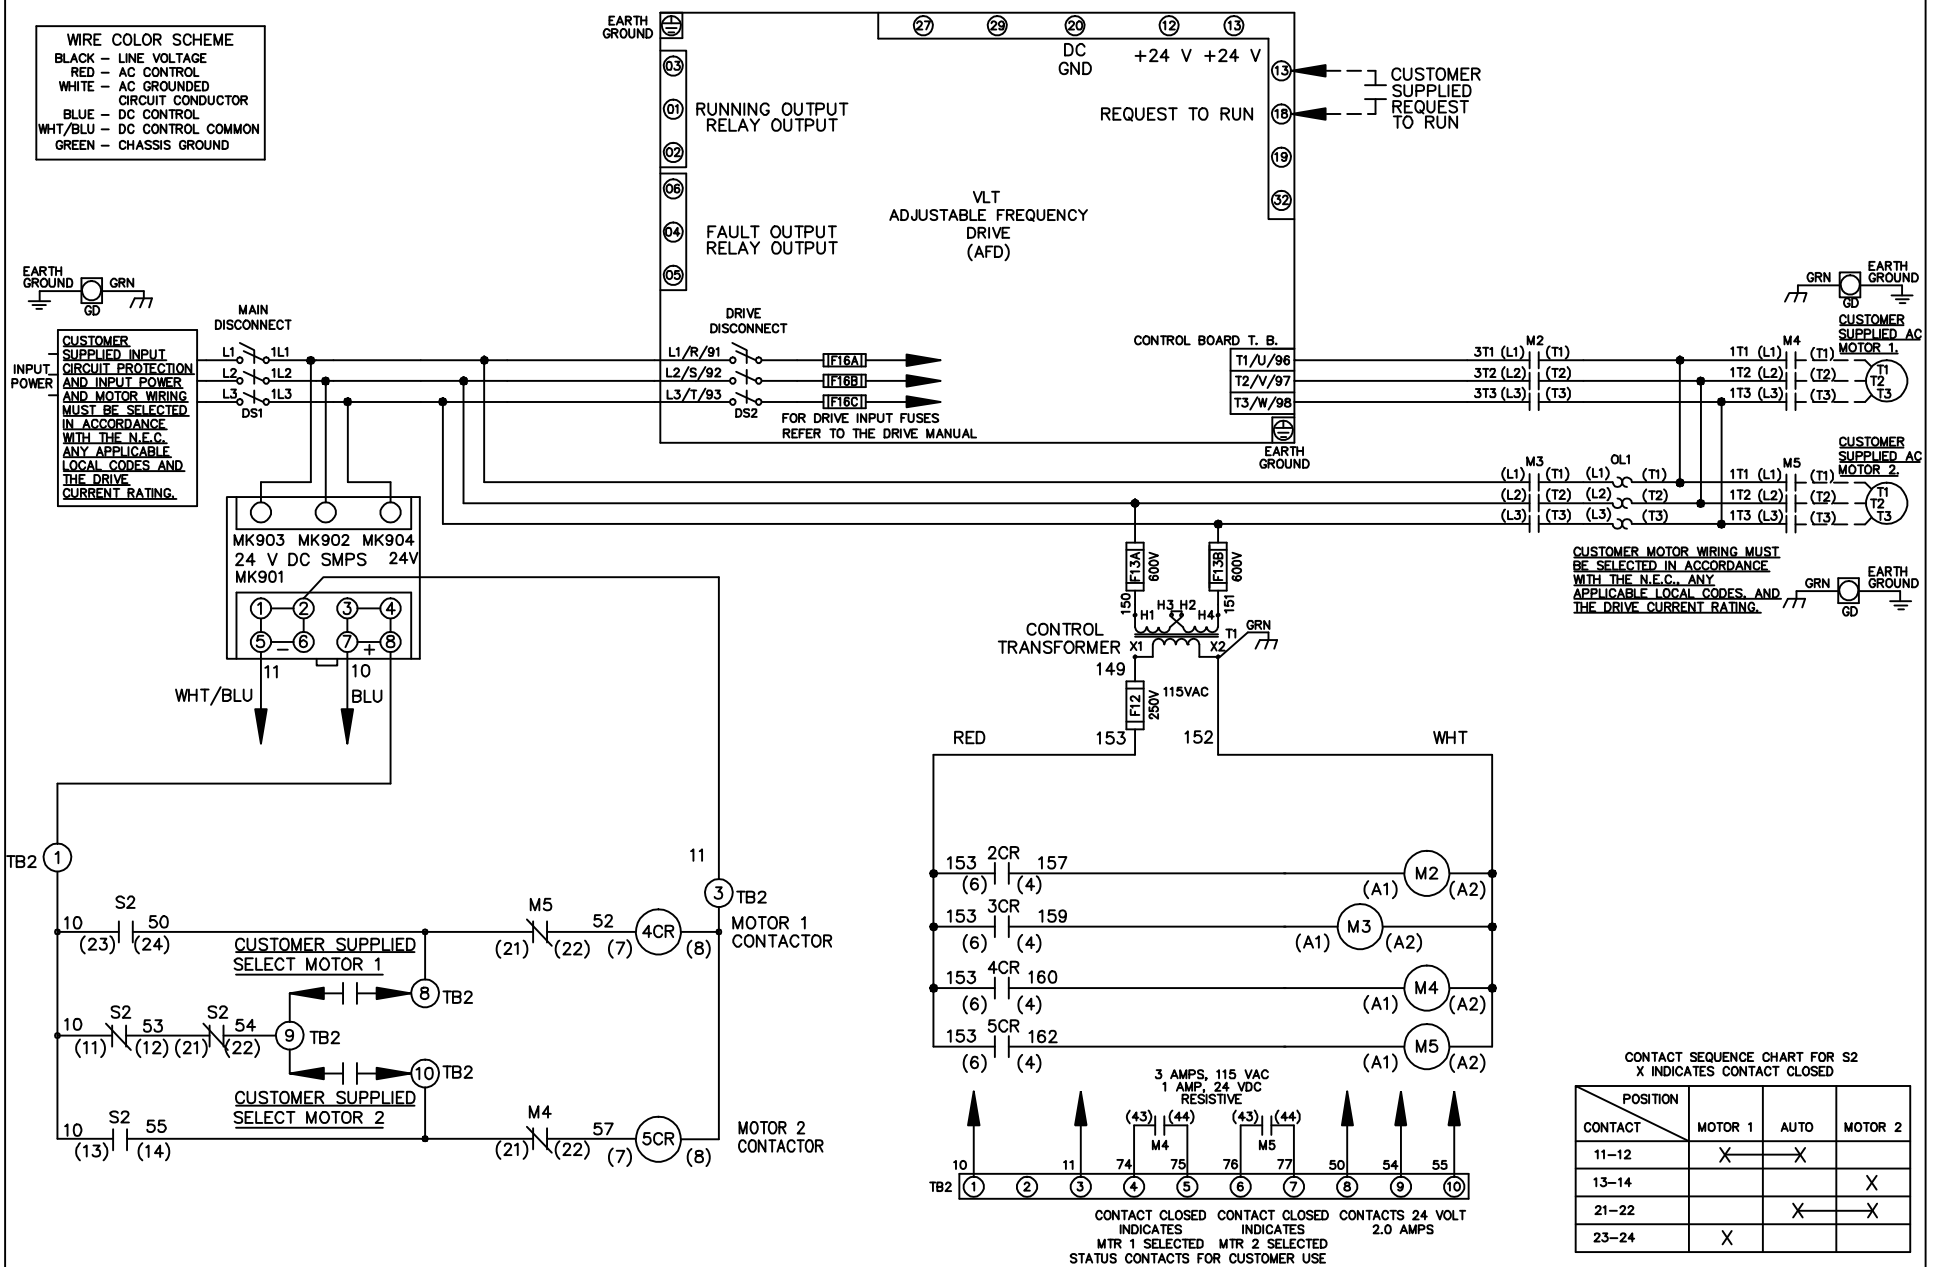 WIRE COLOR SCHEME
BLACK – LINE VOLTAGE
RED – AC CONTROL
WHITE – AC GROUNDED
CIRCUIT CONDUCTOR
BLUE – DC CONTROL
WHT/BLU – DC CONTROL COMMON
GREEN – CHASSIS GROUND
EARTH
GROUND
03
01
02
RUNNING OUTPUT
RELAY OUTPUT
06
04
05
FAULT OUTPUT
RELAY OUTPUT
27
29
20
12
13
DC
GND
+24 V
+24 V
13
18
19
32
REQUEST TO RUN
CUSTOMER
SUPPLIED
REQUEST
TO RUN
VLT
ADJUSTABLE FREQUENCY
DRIVE
(AFD)
EARTH
GROUND
GRN
GD
INPUT
POWER
CUSTOMER
SUPPLIED INPUT
CIRCUIT PROTECTION
AND INPUT POWER
AND MOTOR WIRING
MUST BE SELECTED
IN ACCORDANCE
WITH THE N.E.C.
ANY APPLICABLE
LOCAL CODES AND
THE DRIVE
CURRENT RATING.
MAIN
DISCONNECT
L1 1L1
L2 1L2
L3 1L3
DS1
DRIVE
DISCONNECT
L1/R/91
L2/S/92
L3/T/93
DS2
F16A
F16B
F16C
FOR DRIVE INPUT FUSES
REFER TO THE DRIVE MANUAL
CONTROL BOARD T. B.
T1/U/96
T2/V/97
T3/W/98
EARTH
GROUND
M2
3T1 (L1) (T1)
3T2 (L2) (T2)
3T3 (L3) (T3)
M4
1T1 (L1) (T1)
1T2 (L2) (T2)
1T3 (L3) (T3)
GRN
GD
EARTH
GROUND
CUSTOMER
SUPPLIED AC
MOTOR 1.
T1
T2
T3
M3 OL1
(L1) (T1) (L1) (T1)
(L2) (T2) (L2) (T2)
(L3) (T3) (L3) (T3)
M5
1T1 (L1) (T1)
1T2 (L2) (T2)
1T3 (L3) (T3)
CUSTOMER
SUPPLIED AC
MOTOR 2.
T1
T2
T3
CUSTOMER MOTOR WIRING MUST
BE SELECTED IN ACCORDANCE
WITH THE N.E.C., ANY
APPLICABLE LOCAL CODES, AND
THE DRIVE CURRENT RATING.
GRN
GD
EARTH
GROUND
MK903 MK902 MK904
24 V DC SMPS 24V
MK901
1 2 3 4
5 – 6 7 + 8
11
10
WHT/BLU
BLU
F13A
600V
F13B
600V
150
151
H1 H3 H2 H4
CONTROL
TRANSFORMER
X1
X2
T1
GRN
149
F12
250V
115VAC
153
152
RED
WHT
TB2 1
11
3 TB2
S2
10 50
(23) (24)
M5
(21) (22)
52
(7) 4CR (8)
MOTOR 1
CONTACTOR
CUSTOMER SUPPLIED
SELECT MOTOR 1
8 TB2
S2 S2
10 53 54
(11) (12) (21) (22)
9 TB2
10 TB2
CUSTOMER SUPPLIED
SELECT MOTOR 2
S2
10 55
(13) (14)
M4
(21) (22)
57
(7) 5CR (8)
MOTOR 2
CONTACTOR
2CR
153 157
(6) (4)
(A1) M2 (A2)
3CR
153 159
(6) (4)
(A1) M3 (A2)
4CR
153 160
(6) (4)
(A1) M4 (A2)
5CR
153 162
(6) (4)
(A1) M5 (A2)
3 AMPS, 115 VAC
1 AMP, 24 VDC
RESISTIVE
(43) (44) (43) (44)
M4 M5
10 11 74 75 76 77 50 54 55
TB2 1 2 3 4 5 6 7 8 9 10
CONTACT CLOSED
INDICATES
MTR 1 SELECTED
CONTACT CLOSED
INDICATES
MTR 2 SELECTED
STATUS CONTACTS FOR CUSTOMER USE
CONTACTS 24 VOLT
2.0 AMPS
CONTACT SEQUENCE CHART FOR S2
X INDICATES CONTACT CLOSED
POSITION
CONTACT MOTOR 1 AUTO MOTOR 2
11–12 X X
13–14 X
21–22 X X
23–24 X